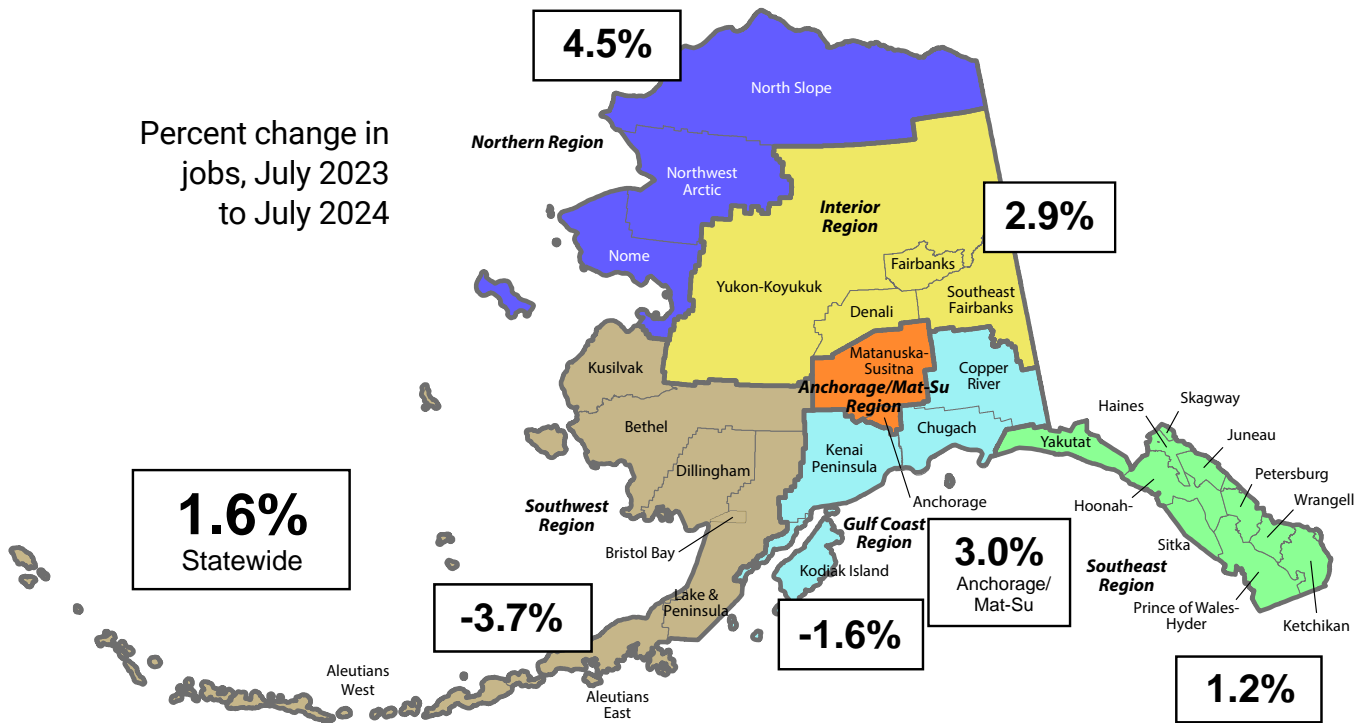 4.5%
North Slope
Percent change in
jobs, July 2023
to July 2024
Northern Region
Northwest
Arctic
Interior
Region
2.9%
Nome
Fairbanks
Yukon-Koyukuk
Southeast
Fairbanks
Denali
Kusilvak
Matanuska-
Susitna
Copper
River
Anchorage/Mat-Su
Region
Skagway
Haines
Bethel
Chugach
Yakutat
Juneau
Kenai
Peninsula
Dillingham
Petersburg
1.6%
Statewide
Southwest
Region
Anchorage
Hoonah-
Wrangell
Bristol Bay
Gulf Coast
Region
3.0%
Anchorage/
Mat-Su
Sitka
Southeast
Region
Kodiak Island
Lake &
Peninsula
-3.7%
-1.6%
Prince of Wales-
Hyder
Ketchikan
Aleutians
West
Aleutians
East
1.2%